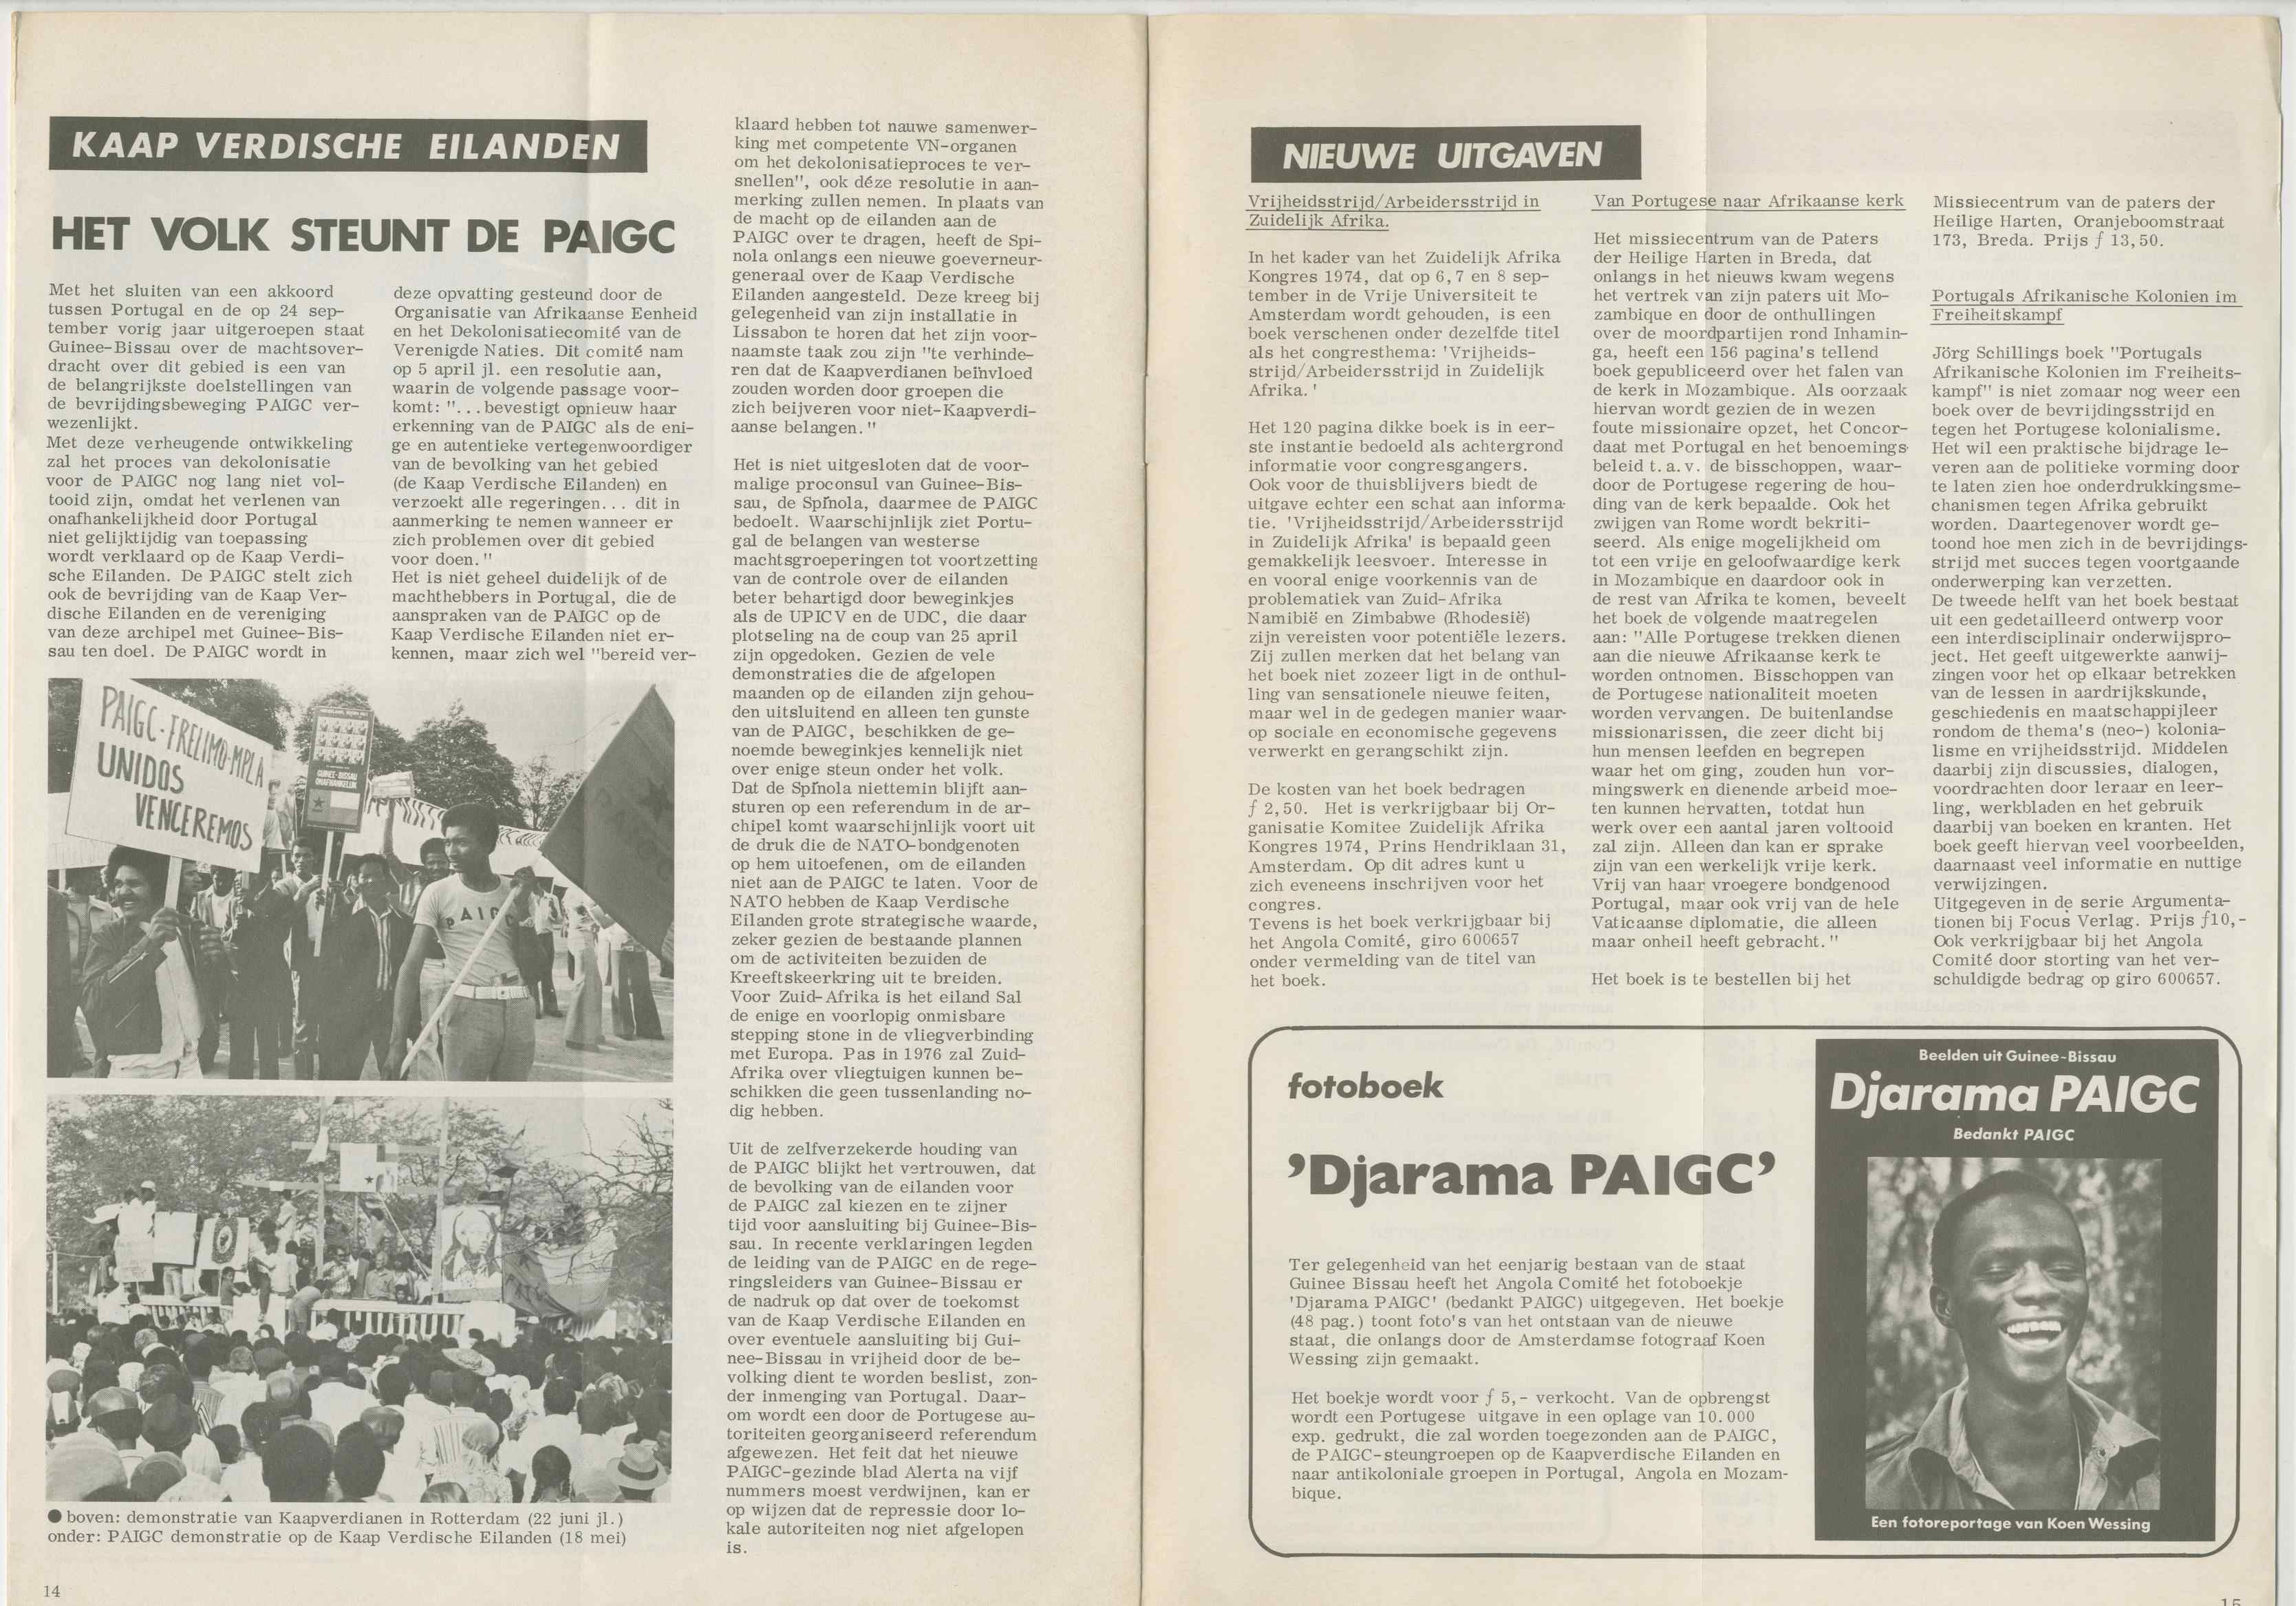 KAAP VERDISCHE EILANDEN
HET VOLK STEUNT DE PAIGC
Met het sluiten van een akkoord
tussen Portugal en de op 24 sep-
tember vorig jaar uitgeroepen staat
Guinee-Bissau over de machtsover-
dracht over dit gebied is een van
de belangrijkste doelstellingen van
de bevrijdingsbeweging PAIGC ver-
wezenlijkt.
Met deze verheugende ontwikkeling
zal het proces van dekolonisatie
voor de PAIGC nog lang niet vol-
tooid zijn, omdat het verlenen van
onafhankelijkheid door Portugal
niet gelijktijdig van toepassing
wordt verklaard op de Kaap Verdi-
sche Eilanden. De PAIGC stelt zich
ook de bevrijding van de Kaap Ver-
dische Eilanden en de vereniging
van deze archipel met Guinee-Bis-
sau ten doel. De PAIGC wordt in
deze opvatting gesteund door de
Organisatie van Afrikaanse Eenheid
en het Dekolonisatiecomité van de
Verenigde Naties. Dit comité nam
op 5 april jl. een resolutie aan,
waarin de volgende passage voor-
komt: "...bevestigt opnieuw haar
erkenning van de PAIGC als de eni-
ge en autentieke vertegenwoordiger
van de bevolking van het gebied
(de Kaap Verdische Eilanden) en
verzoekt alle regeringen... dit in
aanmerking te nemen wanneer er
zich problemen over dit gebied
voor doen."
Het is niet geheel duidelijk of de
machthebbers in Portugal, die de
aanspraken van de PAIGC op de
Kaap Verdische Eilanden niet er-
kennen, maar zich wel "bereid ver-
PAIGC-FRELIMO-MPLA
UNIDOS
VENCEREMOS
GUINEE-BISSAU
ONAFHANKELIJK
PAIGC
● boven: demonstratie van Kaapverdianen in Rotterdam (22 juni jl.)
onder: PAIGC demonstratie op de Kaap Verdische Eilanden (18 mei)
14
klaard hebben tot nauwe samenwer-
king met competente VN-organen
om het dekolonisatieproces te ver-
snellen", ook déze resolutie in aan-
merking zullen nemen. In plaats van
de macht op de eilanden aan de
PAIGC over te dragen, heeft de Spi-
nola onlangs een nieuwe goeverneur-
generaal over de Kaap Verdische
Eilanden aangesteld. Deze kreeg bij
gelegenheid van zijn installatie in
Lissabon te horen dat het zijn voor-
naamste taak zou zijn "te verhinde-
ren dat de Kaapverdianen beïnvloed
zouden worden door groepen die
zich beijveren voor niet-Kaapverdi-
aanse belangen."
Het is niet uitgesloten dat de voor-
malige proconsul van Guinee-Bis-
sau, de Spínola, daarmee de PAIGC
bedoelt. Waarschijnlijk ziet Portu-
gal de belangen van westerse
machtsgroeperingen tot voortzetting
van de controle over de eilanden
beter behartigd door bewegingjes
als de UPICV en de UDC, die daar
plotseling na de coup van 25 april
zijn opgedoken. Gezien de vele
demonstraties die de afgelopen
maanden op de eilanden zijn gehou-
den uitsluitend en alleen ten gunste
van de PAIGC, beschikken de ge-
noemde beweginkjes kennelijk niet
over enige steun onder het volk.
Dat de Spínola niettemin blijft aan-
sturen op een referendum in de ar-
chipel komt waarschijnlijk voort uit
de druk die de NATO-bondgenoten
op hem uitoefenen, om de eilanden
niet aan de PAIGC te laten. Voor de
NATO hebben de Kaap Verdische
Eilanden grote strategische waarde,
zeker gezien de bestaande plannen
om de activiteiten bezuiden de
Kreeftskeerkring uit te breiden.
Voor Zuid-Afrika is het eiland Sal
de enige en voorlopig onmisbare
stepping stone in de vliegverbinding
met Europa. Pas in 1976 zal Zuid-
Afrika over vliegtuigen kunnen be-
schikken die geen tussenlanding no-
dig hebben.
Uit de zelfverzekerde houding van
de PAIGC blijkt het vertrouwen, dat
de bevolking van de eilanden voor
de PAIGC zal kiezen en te zijner
tijd voor aansluiting bij Guinee-Bis-
sau. In recente verklaringen legden
de leiding van de PAIGC en de rege-
ringsleiders van Guinee-Bissau er
de nadruk op dat over de toekomst
van de Kaap Verdische Eilanden en
over eventuele aansluiting bij Gui-
nee-Bissau in vrijheid door de be-
volking dient te worden beslist, zon-
der inmenging van Portugal. Daar-
om wordt een door de Portugese au-
toriteiten georganiseerd referendum
afgewezen. Het feit dat het nieuwe
PAIGC-gezinde blad Alerta na vijf
nummers moest verdwijnen, kan er
op wijzen dat de repressie door lo-
kale autoriteiten nog niet afgelopen
is.
NIEUWE UITGAVEN
Vrijheidsstrijd/Arbeidersstrijd in
Zuidelijk Afrika.
In het kader van het Zuidelijk Afrika
Kongres 1974, dat op 6,7 en 8 sep-
tember in de Vrije Universiteit te
Amsterdam wordt gehouden, is een
boek verschenen onder dezelfde titel
als het congresthema: 'Vrijheids-
strijd/Arbeidersstrijd in Zuidelijk
Afrika.'
Het 120 pagina dikke boek is in eer-
ste instantie bedoeld als achtergrond
informatie voor congresgangers.
Ook voor de thuisblijvers biedt de
uitgave echter een schat aan informa-
tie. 'Vrijheidsstrijd/Arbeidersstrijd
in Zuidelijk Afrika' is bepaald geen
gemakkelijk leesvoer. Interesse in
en vooral enige voorkennis van de
problematiek van Zuid-Afrika
Namibië en Zimbabwe (Rhodesië)
zijn vereisten voor potentiële lezers.
Zij zullen merken dat het belang van
het boek niet zozeer ligt in de onthul-
ling van sensationele nieuwe feiten,
maar wel in de gedegen manier waar-
op sociale en economische gegevens
verwerkt en gerangschikt zijn.
De kosten van het boek bedragen
ƒ 2,50. Het is verkrijgbaar bij Or-
ganisatie Komitee Zuidelijk Afrika
Kongres 1974, Prins Hendriklaan 31,
Amsterdam. Op dit adres kunt u
zich eveneens inschrijven voor het
congres.
Tevens is het boek verkrijgbaar bij
het Angola Comité, giro 600657
onder vermelding van de titel van
het boek.
Van Portugese naar Afrikaanse kerk
Het missiecentrum van de Paters
der Heilige Harten in Breda, dat
onlangs in het nieuws kwam wegens
het vertrek van zijn paters uit Mo-
zambique en door de onthullingen
over de moordpartijen rond Inhamin-
ga, heeft een 156 pagina's tellend
boek gepubliceerd over het falen van
de kerk in Mozambique. Als oorzaak
hiervan wordt gezien de in wezen
foute missionaire opzet, het Concor-
daat met Portugal en het benoemings-
beleid t.a.v. de bisschoppen, waar-
door de Portugese regering de hou-
ding van de kerk bepaalde. Ook het
zwijgen van Rome wordt bekriti-
seerd. Als enige mogelijkheid om
tot een vrije en geloofwaardige kerk
in Mozambique en daardoor ook in
de rest van Afrika te komen, beveelt
het boek de volgende maatregelen
aan: "Alle Portugese trekken dienen
aan die nieuwe Afrikaanse kerk te
worden ontnomen. Bisschoppen van
de Portugese nationaliteit moeten
worden vervangen. De buitenlandse
missionarissen, die zeer dicht bij
hun mensen leefden en begrepen
waar het om ging, zouden hun vor-
mingswerk en dienende arbeid moe-
ten kunnen hervatten, totdat hun
werk over een aantal jaren voltooid
zal zijn. Alleen dan kan er sprake
zijn van een werkelijk vrije kerk.
Vrij van haar vroegere bondgenood
Portugal, maar ook vrij van de hele
Vaticaanse diplomatie, die alleen
maar onheil heeft gebracht."
Het boek is te bestellen bij het
Missiecentrum van de paters der
Heilige Harten, Oranjeboomstraat
173, Breda. Prijs ƒ 13,50.
Portugals Afrikanische Kolonien im
Freiheitskampf
Jörg Schillings boek "Portugals
Afrikanische Kolonien im Freiheits-
kampf" is niet zomaar nog weer een
boek over de bevrijdingsstrijd en
tegen het Portugese kolonialisme.
Het wil een praktische bijdrage le-
veren aan de politieke vorming door
te laten zien hoe onderdrukkingsme-
chanismen tegen Afrika gebruikt
worden. Daartegenover wordt ge-
toond hoe men zich in de bevrijdings-
strijd met succes tegen voortgaande
onderwerping kan verzetten.
De tweede helft van het boek bestaat
uit een gedetailleerd ontwerp voor
een interdisciplinair onderwijspro-
ject. Het geeft uitgewerkte aanwij-
zingen voor het op elkaar betrekken
van de lessen in aardrijkskunde,
geschiedenis en maatschappijleer
rondom de thema's (neo-) kolonia-
lisme en vrijheidsstrijd. Middelen
daarbij zijn discussies, dialogen,
voordrachten door leraar en leer-
ling, werkbladen en het gebruik
daarbij van boeken en kranten. Het
boek geeft hiervan veel voorbeelden,
daarnaast veel informatie en nuttige
verwijzingen.
Uitgegeven in de serie Argumenta-
tionen bij Focus Verlag. Prijs ƒ10,-
Ook verkrijgbaar bij het Angola
Comité door storting van het ver-
schuldigde bedrag op giro 600657.
fotoboek
'Djarama PAIGC'
Ter gelegenheid van het eenjarig bestaan van de staat
Guinee Bissau heeft het Angola Comité het fotoboekje
'Djarama PAIGC' (bedankt PAIGC) uitgegeven. Het boekje
(48 pag.) toont foto's van het ontstaan van de nieuwe
staat, die onlangs door de Amsterdamse fotograaf Koen
Wessing zijn gemaakt.
Het boekje wordt voor ƒ 5,- verkocht. Van de opbrengst
wordt een Portugese uitgave in een oplage van 10.000
exp. gedrukt, die zal worden toegezonden aan de PAIGC,
de PAIGC-steungroepen op de Kaapverdische Eilanden en
naar antikoloniale groepen in Portugal, Angola en Mozam-
bique.
Beelden uit Guinee-Bissau
Djarama PAIGC
Bedankt PAIGC
Een fotoreportage van Koen Wessing
15